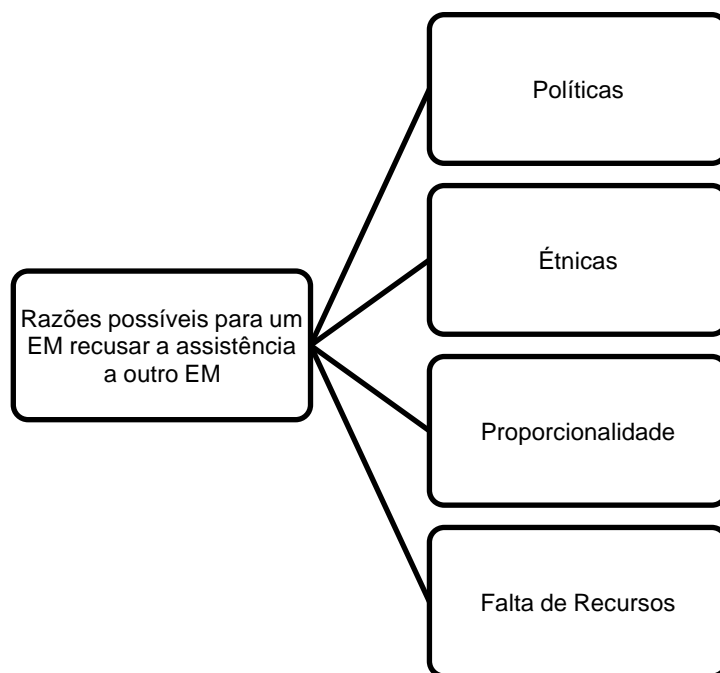 Políticas
Étnicas
Razões possíveis para um
EM recusar a assistência
a outro EM
Proporcionalidade
Falta de Recursos